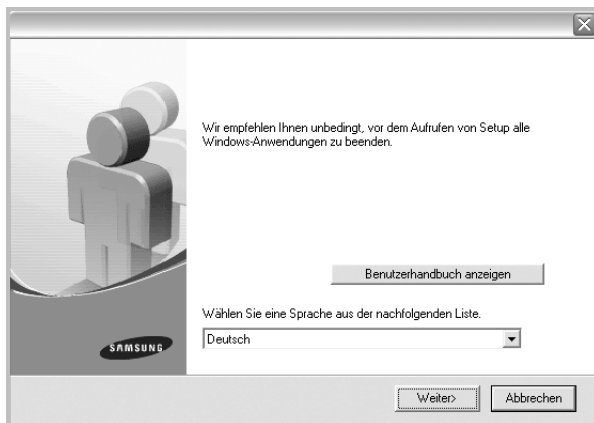 Wir empfehlen Ihnen unbedingt, vor dem Aufrufen von Setup alle
Windows-Anwendungen zu beenden.
Benutzerhandbuch anzeigen
Wählen Sie eine Sprache aus der nachfolgenden Liste.
Deutsch
SAMSUNG
Weiter>
Abbrechen